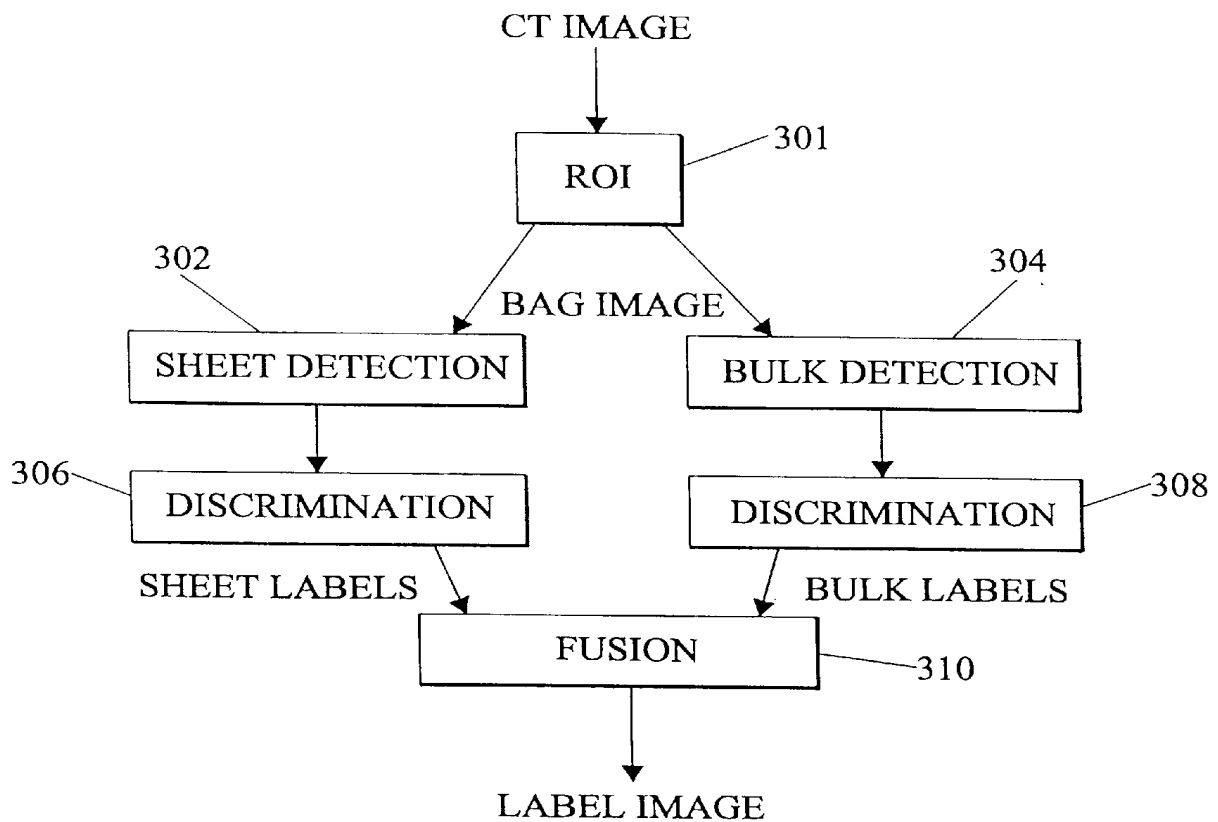 CT IMAGE
301
ROI
302
304
BAG IMAGE
SHEET DETECTION
BULK DETECTION
306
308
DISCRIMINATION
DISCRIMINATION
SHEET LABELS
BULK LABELS
FUSION
310
LABEL IMAGE